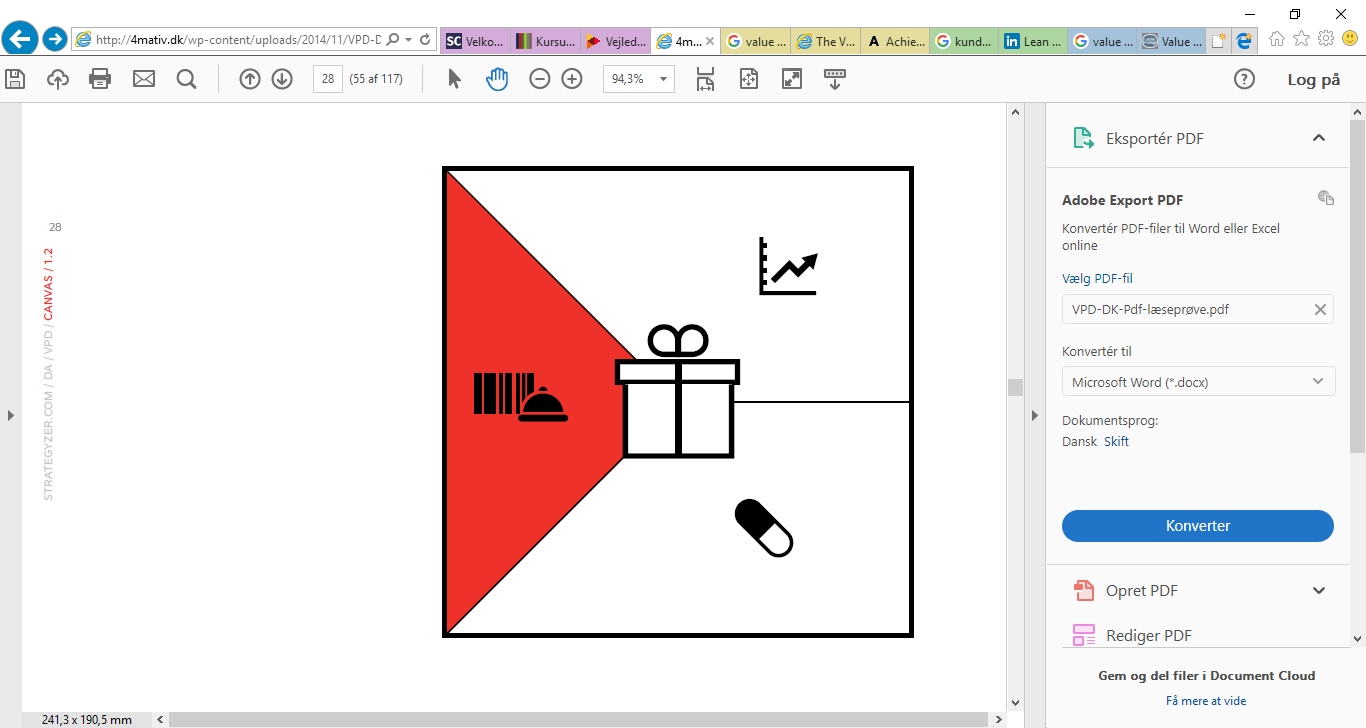 http://4mativ.dk/wp-content/uploads/2014/11/VPD-D
SC Velko...
Kursu...
Vejled...
4m...
G value ...
The V...
A Achie...
G kund...
in Lean ...
G value ...
Value ...
28 (55 af 117)
94,3%
Log på
28
STRATEGYZER.COM / DA / VPD / CANVAS / 1.2
Eksportér PDF
Adobe Export PDF
Konvertér PDF-filer til Word eller Excel
online
Vælg PDF-fil
VPD-DK-Pdf-læseprøve.pdf
Konvertér til
Microsoft Word (*.docx)
Dokumentsprog:
Dansk Skift
Konverter
Opret PDF
Rediger PDF
Gem og del filer i Document Cloud
Få mere at vide
241,3 x 190,5 mm